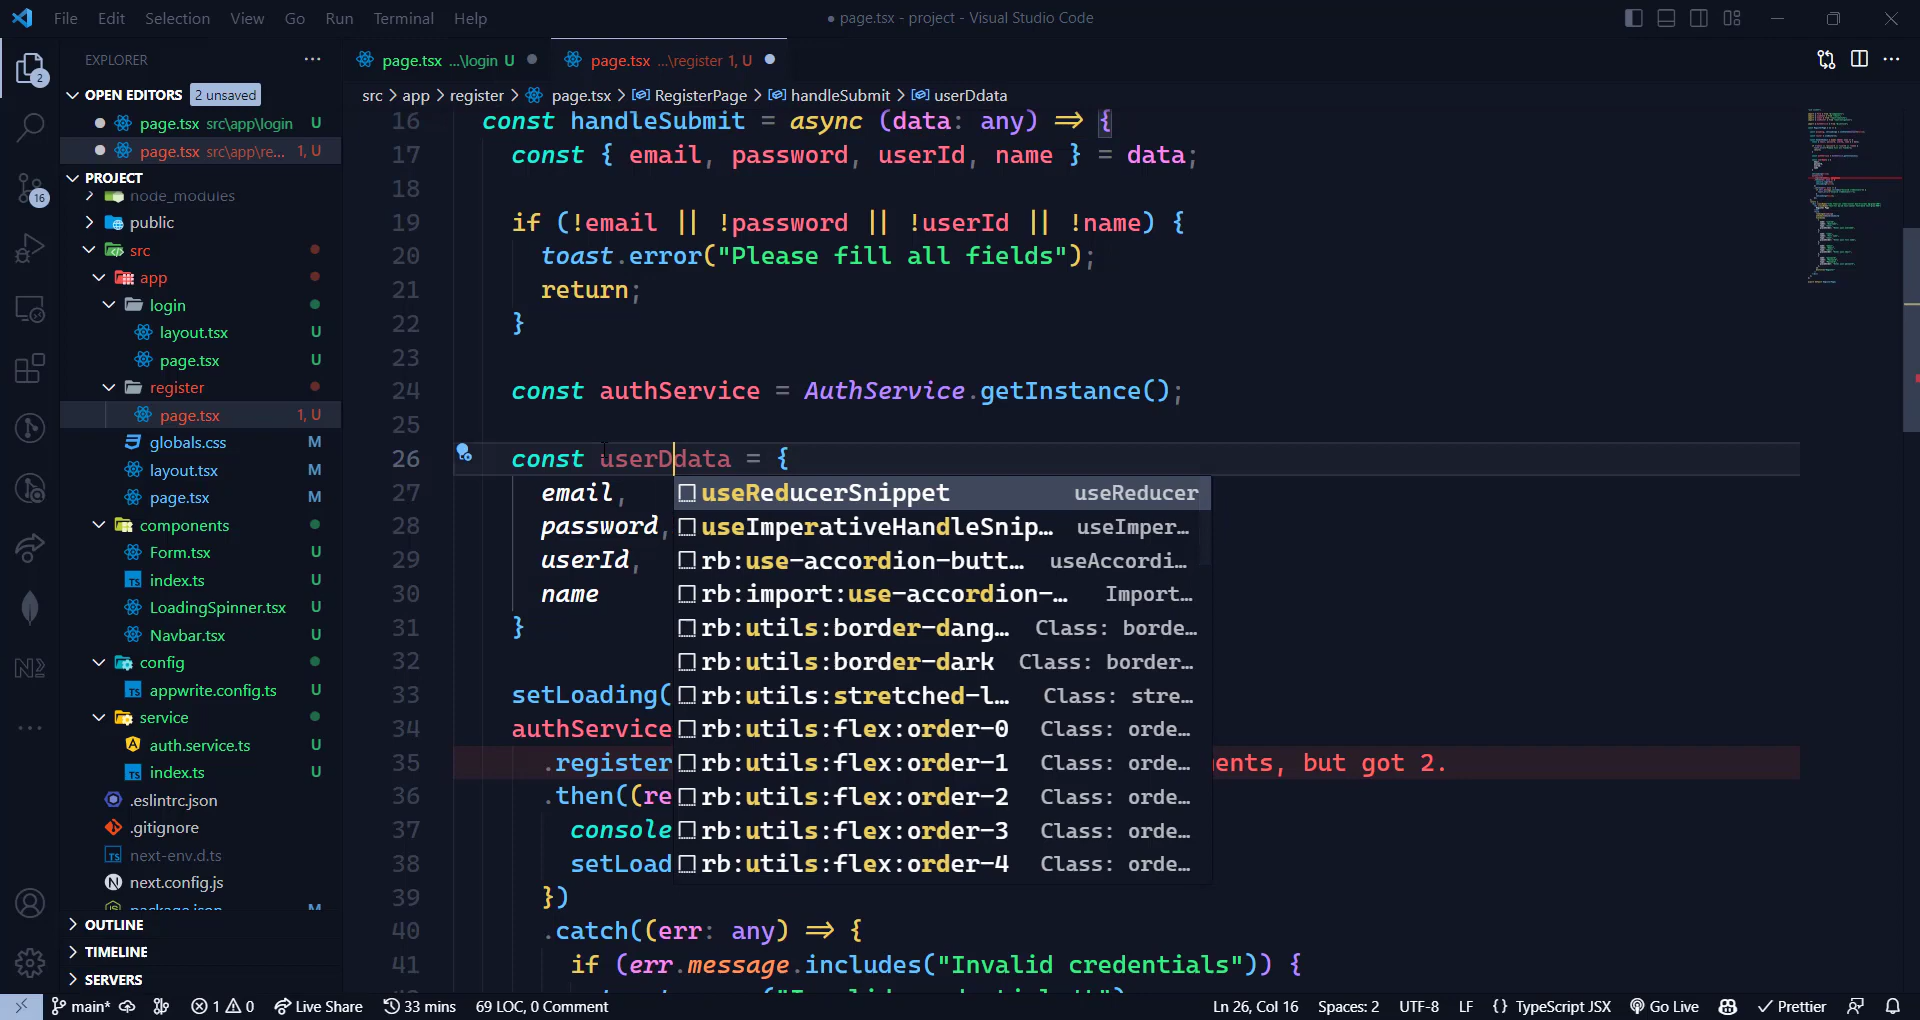 File Edit Selection View Go Run Terminal Help
● page.tsx - project - Visual Studio Code
EXPLORER
OPEN EDITORS 2 unsaved
page.tsx src\app\login U
page.tsx src\app\re... 1, U
PROJECT
node_modules
public
src
app
login
layout.tsx U
page.tsx U
register
page.tsx 1, U
globals.css M
layout.tsx M
page.tsx M
components
Form.tsx U
index.ts U
LoadingSpinner.tsx U
Navbar.tsx U
config
appwrite.config.ts U
service
auth.service.ts U
index.ts U
.eslintrc.json
.gitignore
next-env.d.ts
next.config.js
package.json M
OUTLINE
TIMELINE
SERVERS
2
16
page.tsx ...\login U
page.tsx ...\register 1, U
src > app > register > page.tsx > RegisterPage > handleSubmit > userDdata
16 const handleSubmit = async (data: any) => {
17 const { email, password, userId, name } = data;
18
19 if (!email || !password || !userId || !name) {
20 toast.error("Please fill all fields");
21 return;
22 }
23
24 const authService = AuthService.getInstance();
25
26 const userDdata = {
27 email,
28 password,
29 userId,
30 name
31 }
32
33 setLoading(
34 authService
35 .register ents, but got 2.
36 .then((re
37 console
38 setLoad
39 })
40 .catch((err: any) => {
41 if (err.message.includes("Invalid credentials")) {
useReducerSnippet useReducer
useImperativeHandleSnip... useImper...
rb:use-accordion-butt... useAccordi...
rb:import:use-accordion-... Import...
rb:utils:border-dang... Class: borde...
rb:utils:border-dark Class: border...
rb:utils:stretched-l... Class: stre...
rb:utils:flex:order-0 Class: orde...
rb:utils:flex:order-1 Class: orde...
rb:utils:flex:order-2 Class: orde...
rb:utils:flex:order-3 Class: orde...
rb:utils:flex:order-4 Class: orde...
main* 1 0 Live Share 33 mins 69 LOC, 0 Comment Ln 26, Col 16 Spaces: 2 UTF-8 LF {} TypeScript JSX Go Live Prettier